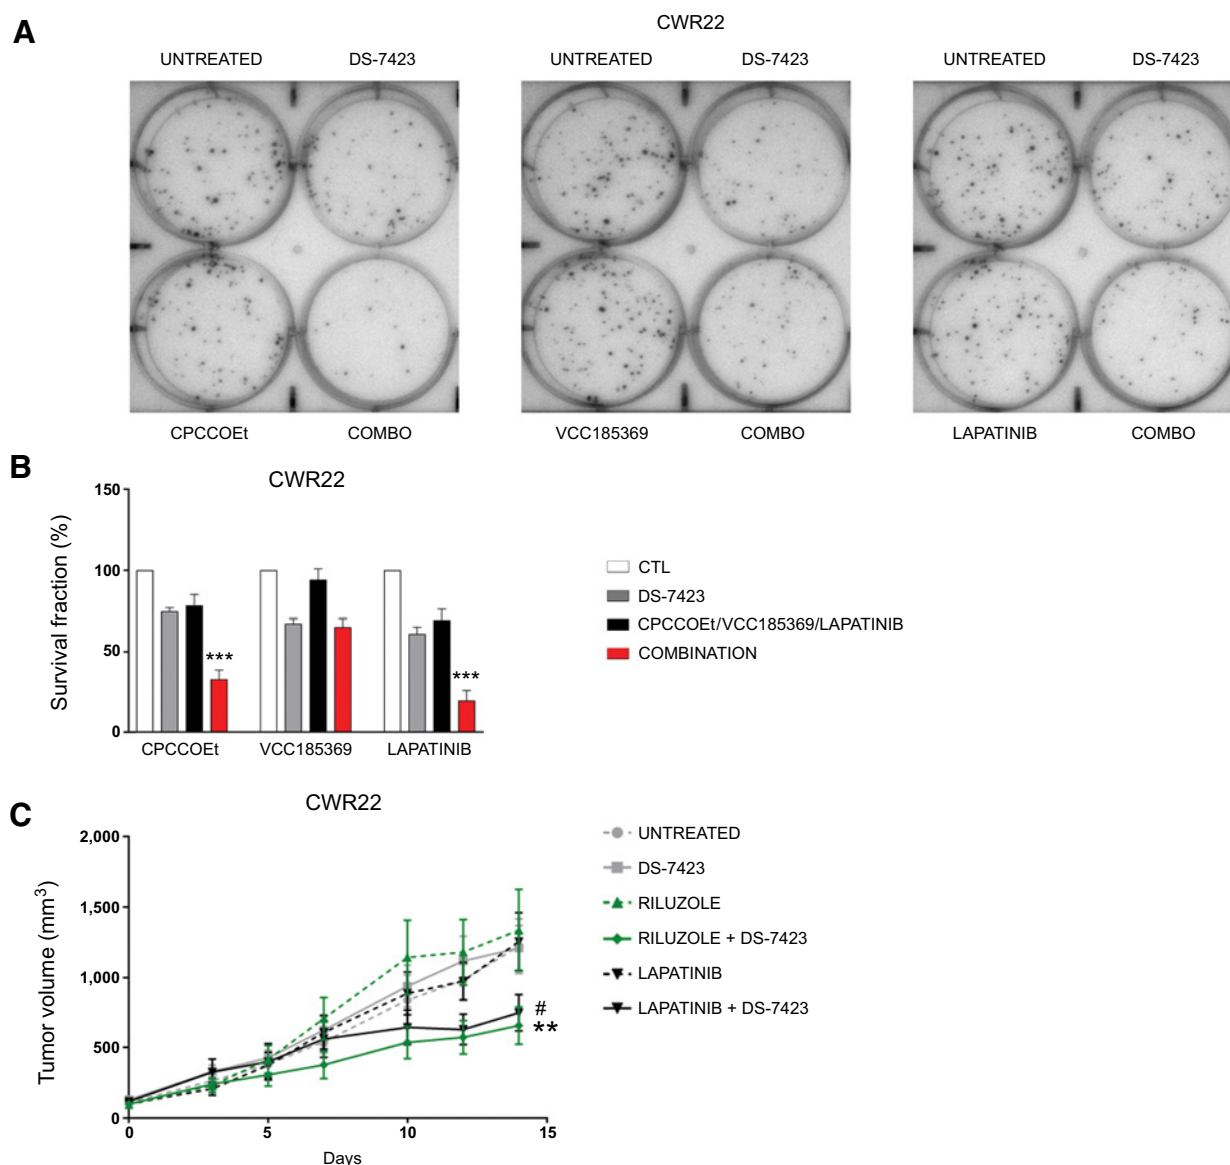 A
CWR22
UNTREATED DS-7423 UNTREATED DS-7423 UNTREATED DS-7423
CPCCOEt COMBO VCC185369 COMBO LAPATINIB COMBO
B
CWR22
Survival fraction (%)
150
100
50
0
***
***
CPCCOEt VCC185369 LAPATINIB
CTL
DS-7423
CPCCOEt/VCC185369/LAPATINIB
COMBINATION
C
CWR22
Tumor volume (mm³)
2,000
1,500
1,000
500
0
#
**
0 5 10 15
Days
UNTREATED
DS-7423
RILUZOLE
RILUZOLE + DS-7423
LAPATINIB
LAPATINIB + DS-7423